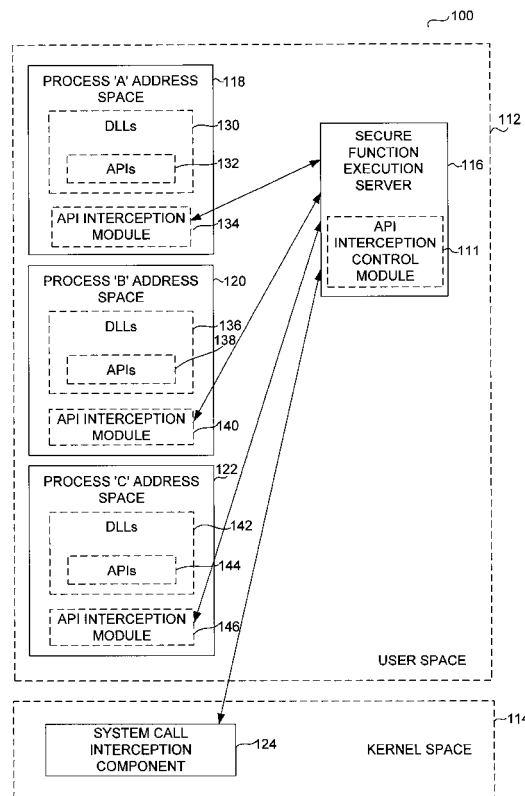 100
PROCESS 'A' ADDRESS
SPACE
118
DLLs
130
APIs
132
API INTERCEPTION
MODULE
134
112
SECURE
FUNCTION
EXECUTION
SERVER
116
API
INTERCEPTION
CONTROL
MODULE
111
PROCESS 'B' ADDRESS
SPACE
120
DLLs
136
138
APIs
API INTERCEPTION
MODULE
140
PROCESS 'C' ADDRESS
SPACE
122
DLLs
142
APIs
144
API INTERCEPTION
MODULE
146
USER SPACE
114
SYSTEM CALL
INTERCEPTION
COMPONENT
124
KERNEL SPACE